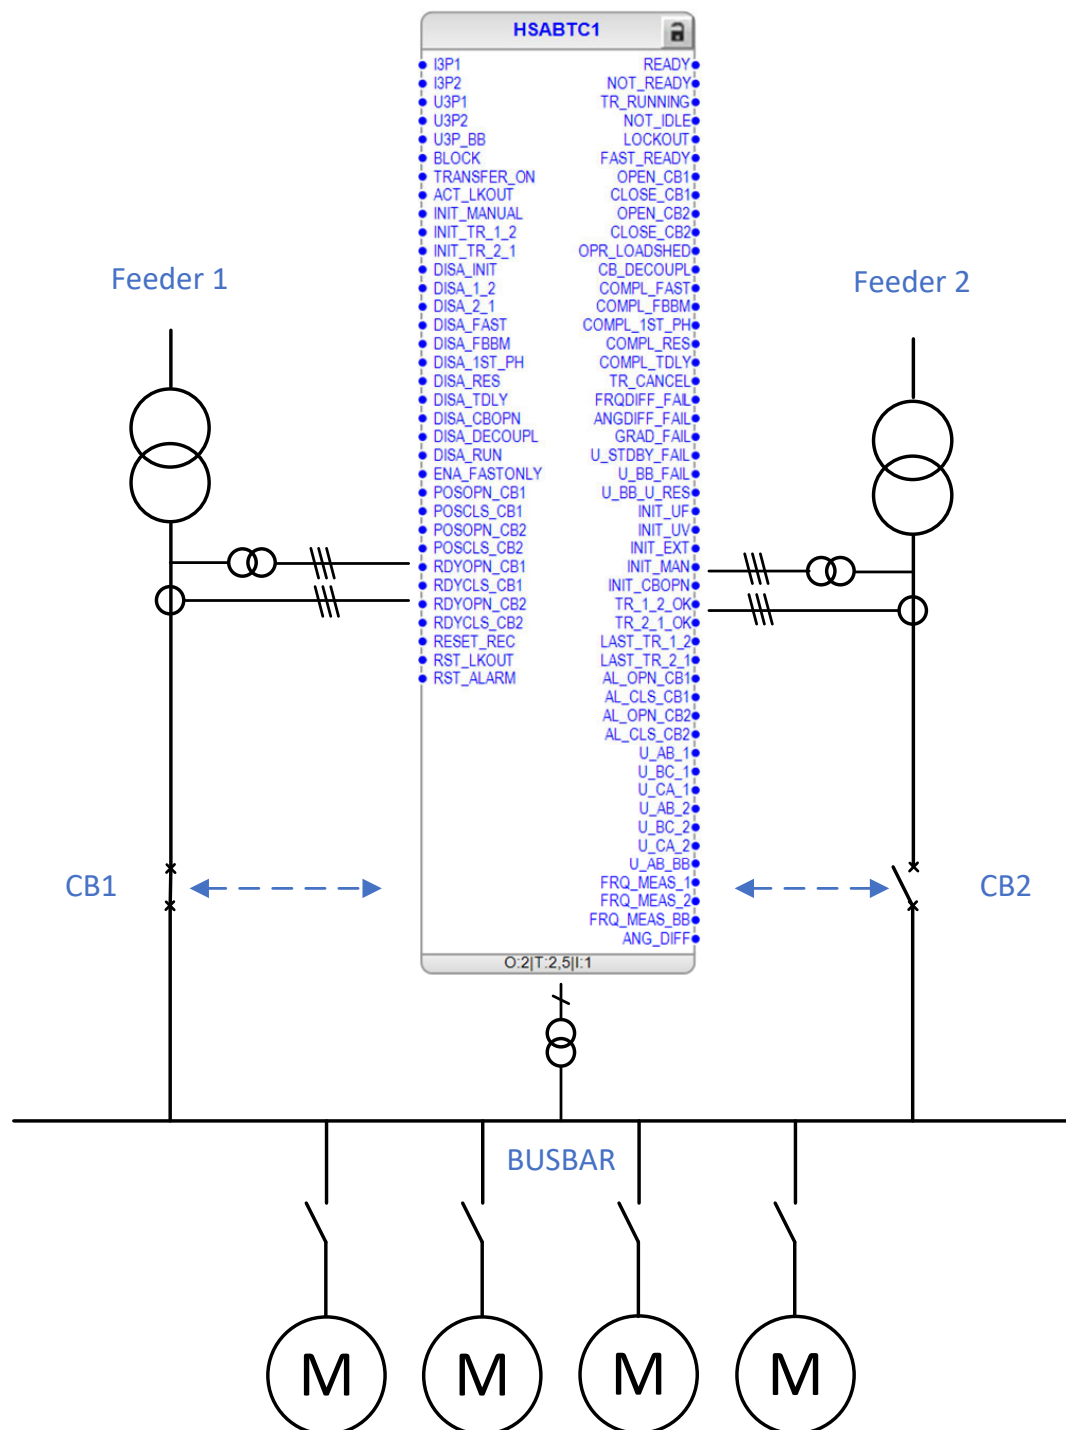 HSABTC1
I3P1
I3P2
U3P1
U3P2
U3P_BB
BLOCK
TRANSFER_ON
ACT_LKOUT
INIT_MANUAL
INIT_TR_1_2
INIT_TR_2_1
DISA_INIT
DISA_1_2
DISA_2_1
DISA_FAST
DISA_FBBM
DISA_1ST_PH
DISA_RES
DISA_TDLY
DISA_CBOPN
DISA_DECOUPL
DISA_RUN
ENA_FASTONLY
POSOPN_CB1
POSCLS_CB1
POSOPN_CB2
POSCLS_CB2
RDYOPN_CB1
RDYCLS_CB1
RDYOPN_CB2
RDYCLS_CB2
RESET_REC
RST_LKOUT
RST_ALARM
READY
NOT_READY
TR_RUNNING
NOT_IDLE
LOCKOUT
FAST_READY
OPEN_CB1
CLOSE_CB1
OPEN_CB2
CLOSE_CB2
OPR_LOADSHED
CB_DECOUPL
COMPL_FAST
COMPL_FBBM
COMPL_1ST_PH
COMPL_RES
COMPL_TDLY
TR_CANCEL
FRQDIFF_FAIL
ANGDIFF_FAIL
GRAD_FAIL
U_STDBY_FAIL
U_BB_FAIL
U_BB_U_RES
INIT_UF
INIT_UV
INIT_EXT
INIT_MAN
INIT_CBOPN
TR_1_2_OK
TR_2_1_OK
LAST_TR_1_2
LAST_TR_2_1
AL_OPN_CB1
AL_CLS_CB1
AL_OPN_CB2
AL_CLS_CB2
U_AB_1
U_BC_1
U_CA_1
U_AB_2
U_BC_2
U_CA_2
U_AB_BB
FRQ_MEAS_1
FRQ_MEAS_2
FRQ_MEAS_BB
ANG_DIFF
O:2|T:2,5|I:1
Feeder 1
Feeder 2
CB1
CB2
BUSBAR
M
M
M
M